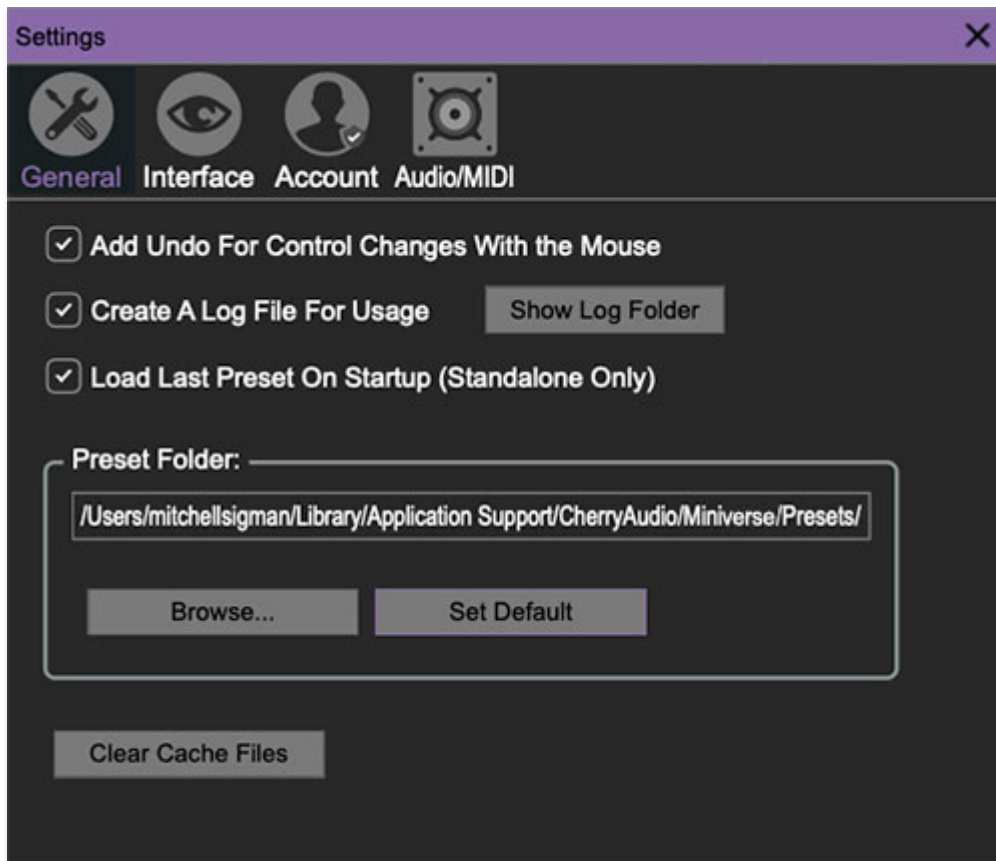 Settings
General Interface Account Audio/MIDI
Add Undo For Control Changes With the Mouse
Create A Log File For Usage Show Log Folder
Load Last Preset On Startup (Standalone Only)
Preset Folder:
/Users/mitchellsigman/Library/Application Support/CherryAudio/Miniverse/Presets/
Browse... Set Default
Clear Cache Files